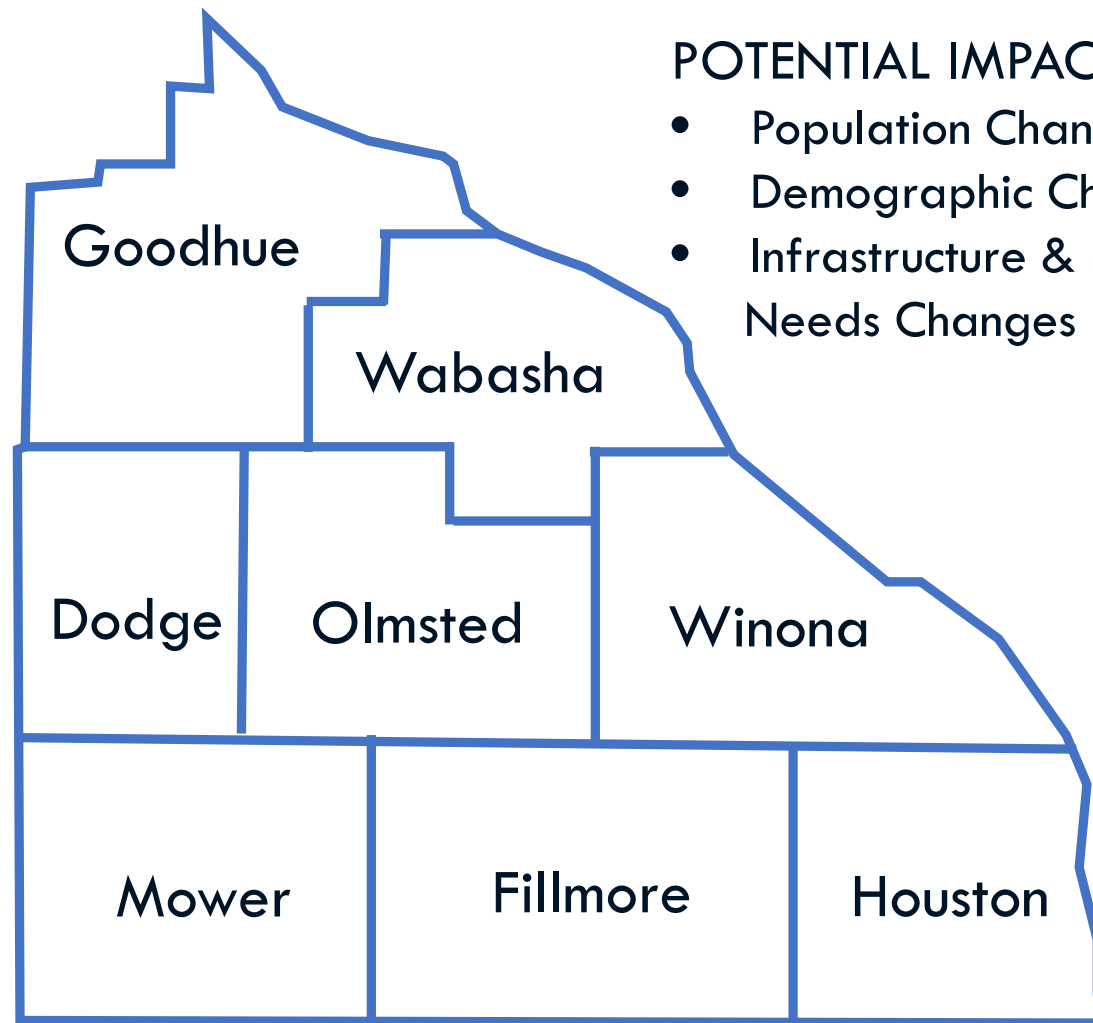 POTENTIAL IMPAC
• Population Chan
• Demographic Ch
• Infrastructure &
Needs Changes
Goodhue
Wabasha
Dodge
Olmsted
Winona
Mower
Fillmore
Houston